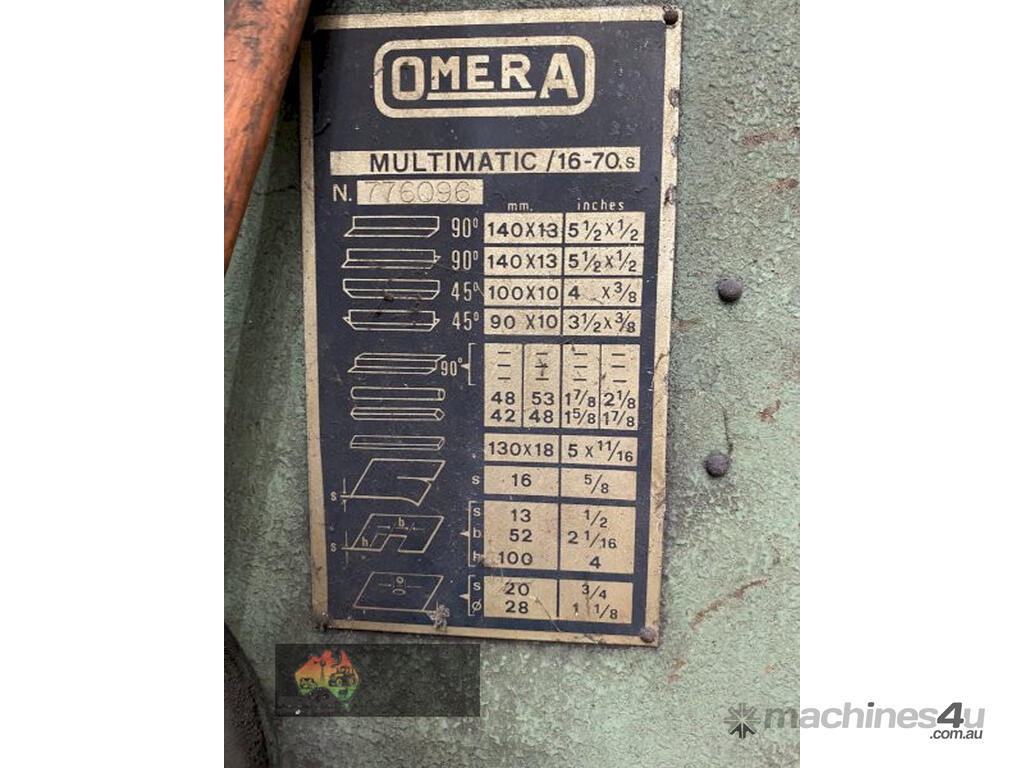 OMERA
MULTIMATIC /16-70.s
N. 776096
mm. inches
90° 140X13 5 1/2 x 1/2
90° 140X13 5 1/2 x 1/2
45° 100X10 4 x 3/8
45° 90 X10 3 1/2 x 3/8
90° — — — —
— — — —
— — — —
48 53 1 7/8 2 1/8
42 48 1 5/8 1 7/8
130X18 5 x 11/16
s s 16 5/8
s 13 1/2
b b 52 2 1/16
s h h 100 4
s 20 3/4
s ø 28 1 1/8
machines4u
.com.au